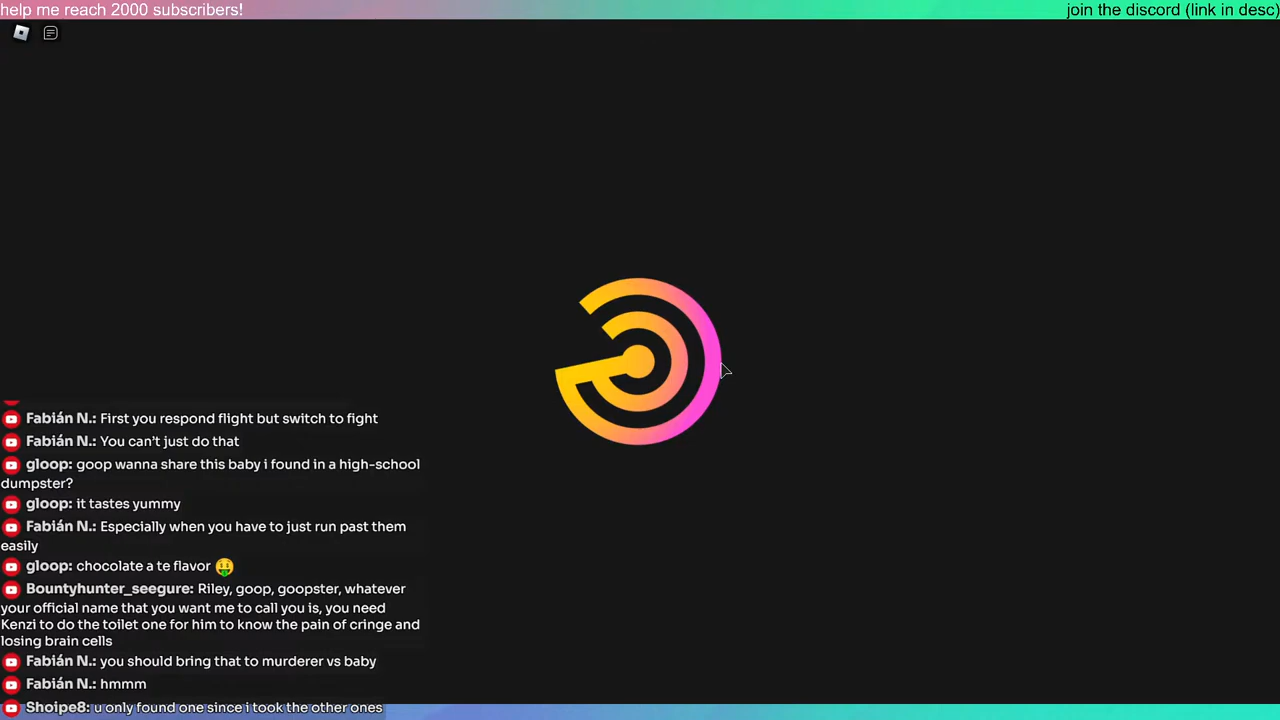 help me reach 2000 subscribers!
join the discord (link in desc)
Fabián N.: First you respond flight but switch to fight
Fabián N.: You can't just do that
gloop: goop wanna share this baby i found in a high-school
dumpster?
gloop: it tastes yummy
Fabián N.: Especially when you have to just run past them
easily
gloop: chocolate a te flavor 🤑
Bountyhunter_seegure: Riley, goop, goopster, whatever
your official name that you want me to call you is, you need
Kenzi to do the toilet one for him to know the pain of cringe and
losing brain cells
Fabián N.: you should bring that to murderer vs baby
Fabián N.: hmmm
Shoipe8: u only found one since i took the other ones